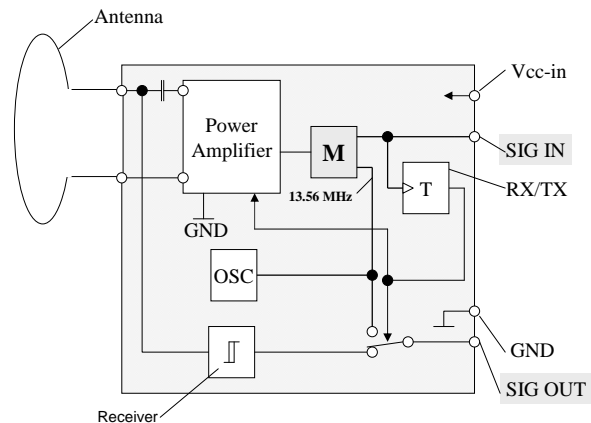 Antenna
Vcc-in
Power
Amplifier
M
SIG IN
T
RX/TX
13.56 MHz
GND
OSC
GND
SIG OUT
Receiver